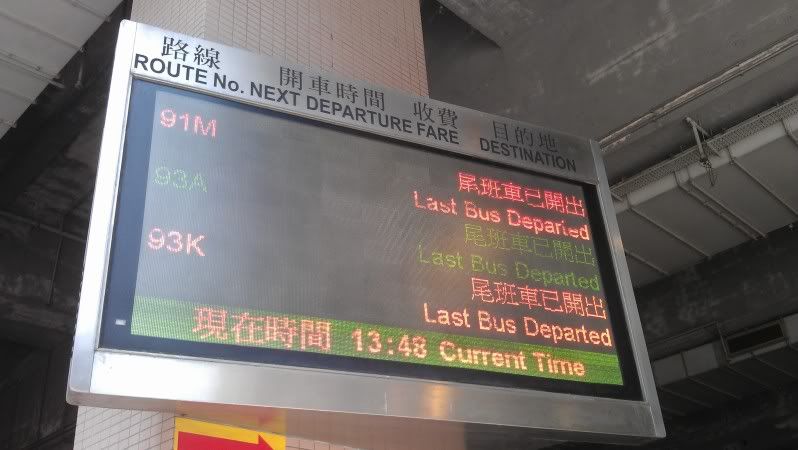 路線 開車時間 收費 目的地
ROUTE No. NEXT DEPARTURE FARE DESTINATION
91M 尾班車已開出
Last Bus Departed
93A 尾班車已開出
Last Bus Departed
93K 尾班車已開出
Last Bus Departed
現在時間 13:48 Current Time